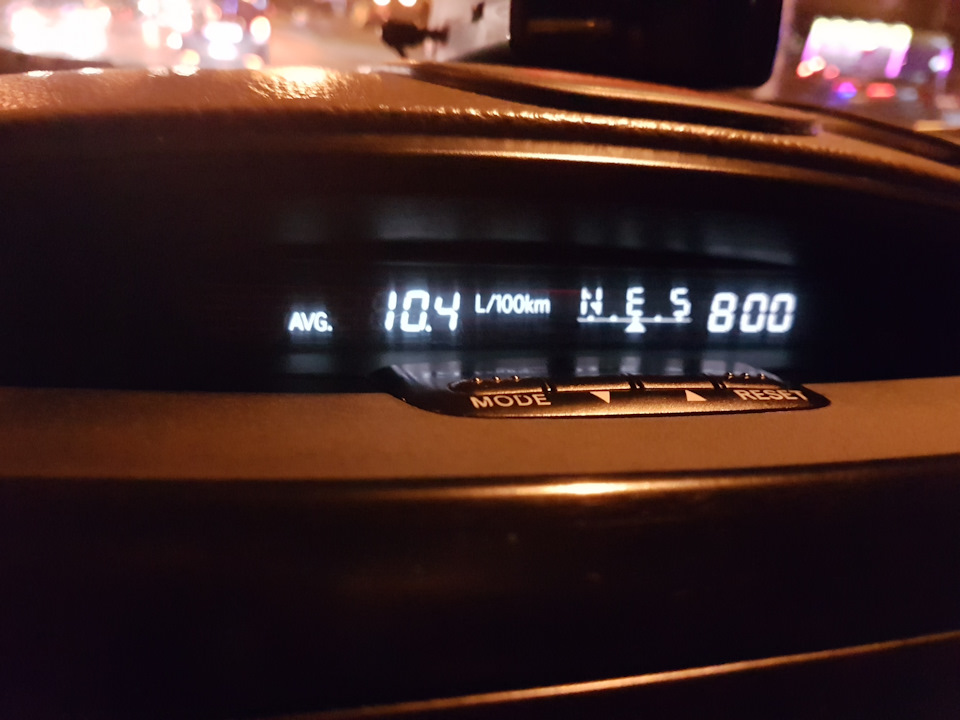 AVG. 10.4 L/100km N.E.S 800
MODE ▼ ▲ RESET